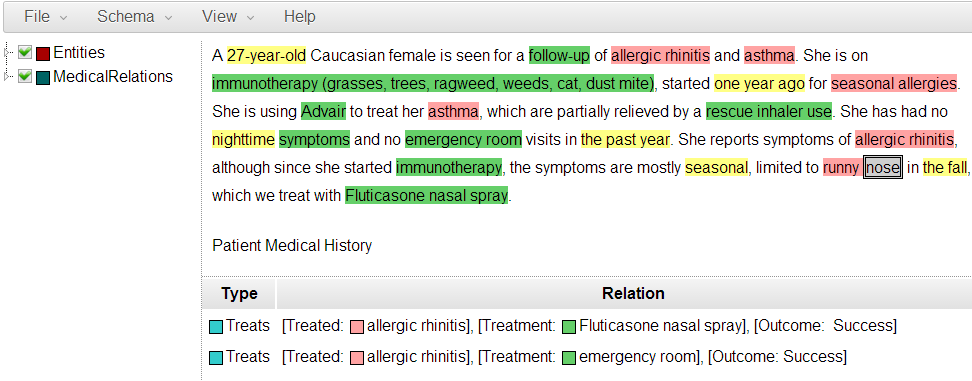 File Schema View Help
Entities
MedicalRelations
A 27-year-old Caucasian female is seen for a follow-up of allergic rhinitis and asthma. She is on
immunotherapy (grasses, trees, ragweed, weeds, cat, dust mite), started one year ago for seasonal allergies.
She is using Advair to treat her asthma, which are partially relieved by a rescue inhaler use. She has had no
nighttime symptoms and no emergency room visits in the past year. She reports symptoms of allergic rhinitis,
although since she started immunotherapy, the symptoms are mostly seasonal, limited to runny nose in the fall,
which we treat with Fluticasone nasal spray.
Patient Medical History
Type Relation
Treats [Treated: allergic rhinitis], [Treatment: Fluticasone nasal spray], [Outcome: Success]
Treats [Treated: allergic rhinitis], [Treatment: emergency room], [Outcome: Success]